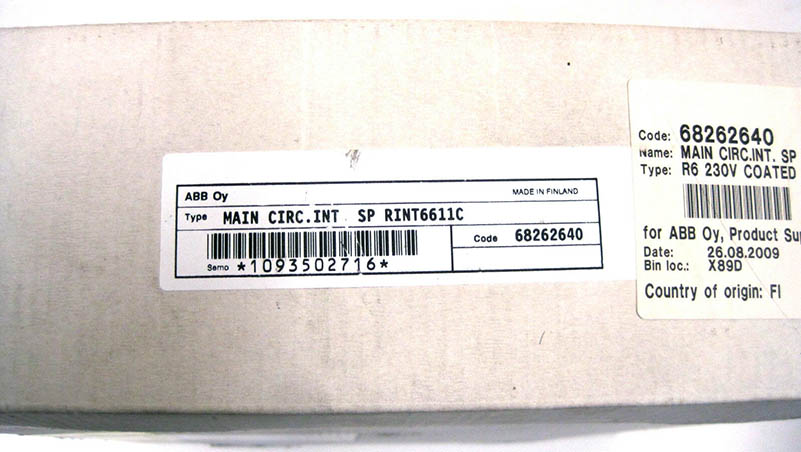 ABB Oy MADE IN FINLAND
Type MAIN CIRC.INT SP RINT6611C
Code 68262640
Semo *1093502716*
Code: 68262640
Name: MAIN CIRC.INT. SP
Type: R6 230V COATED
for ABB Oy, Product
Date: 26.08.2009
Bin loc.: X89D
Country of origin: FI